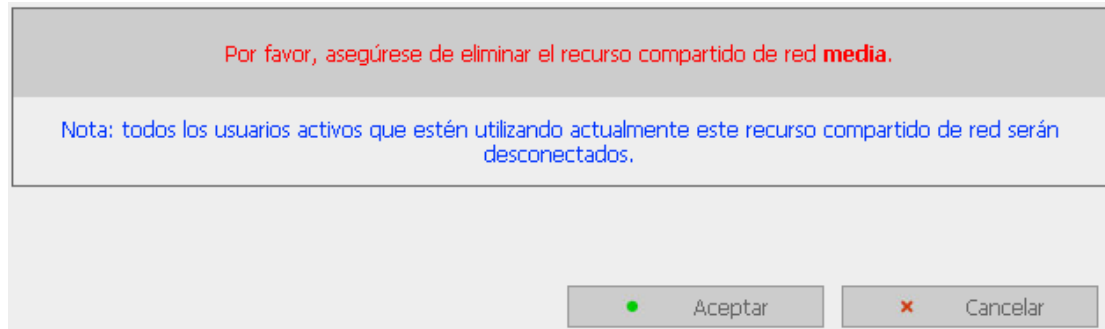 Por favor, asegúrese de eliminar el recurso compartido de red media.
Nota: todos los usuarios activos que estén utilizando actualmente este recurso compartido de red serán
desconectados.
Aceptar
Cancelar